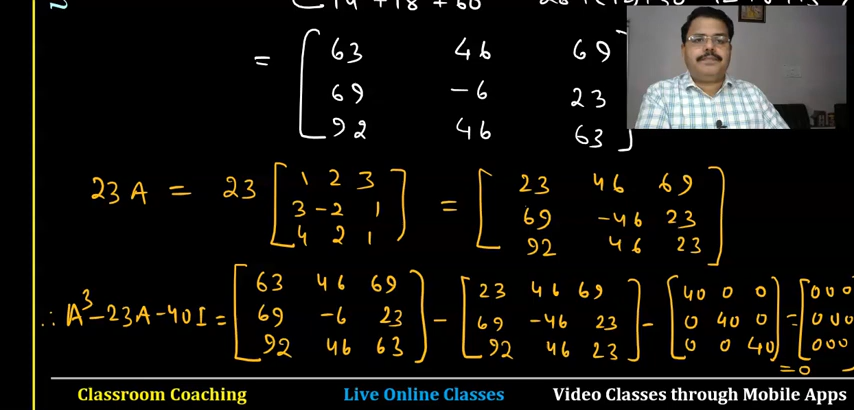 14 + 18 + 60
= [ 63 46 69
69 -6 23
92 46 63 ]
23A = 23 [ 1 2 3
3 -2 1
4 2 1 ] = [ 23 46 69
69 -46 23
92 46 23 ]
∴ A³-23A-40I = [ 63 46 69
69 -6 23
92 46 63 ] - [ 23 46 69
69 -46 23
92 46 23 ] - [ 40 0 0
0 40 0
0 0 40 ] = [ 0 0 0
0 0 0
0 0 0
= 0
Classroom Coaching Live Online Classes Video Classes through Mobile Apps